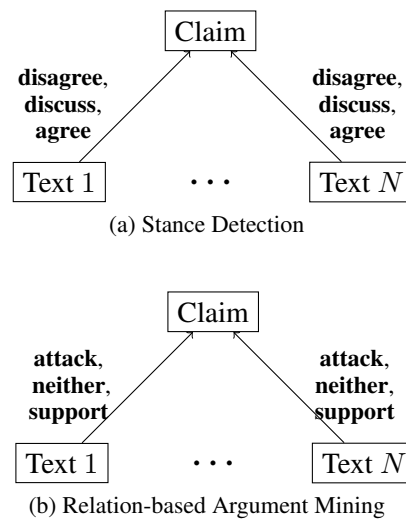 Claim
disagree, disagree,
discuss, discuss,
agree agree
Text 1 ... Text N
(a) Stance Detection
Claim
attack, attack,
neither, neither,
support support
Text 1 ... Text N
(b) Relation-based Argument Mining